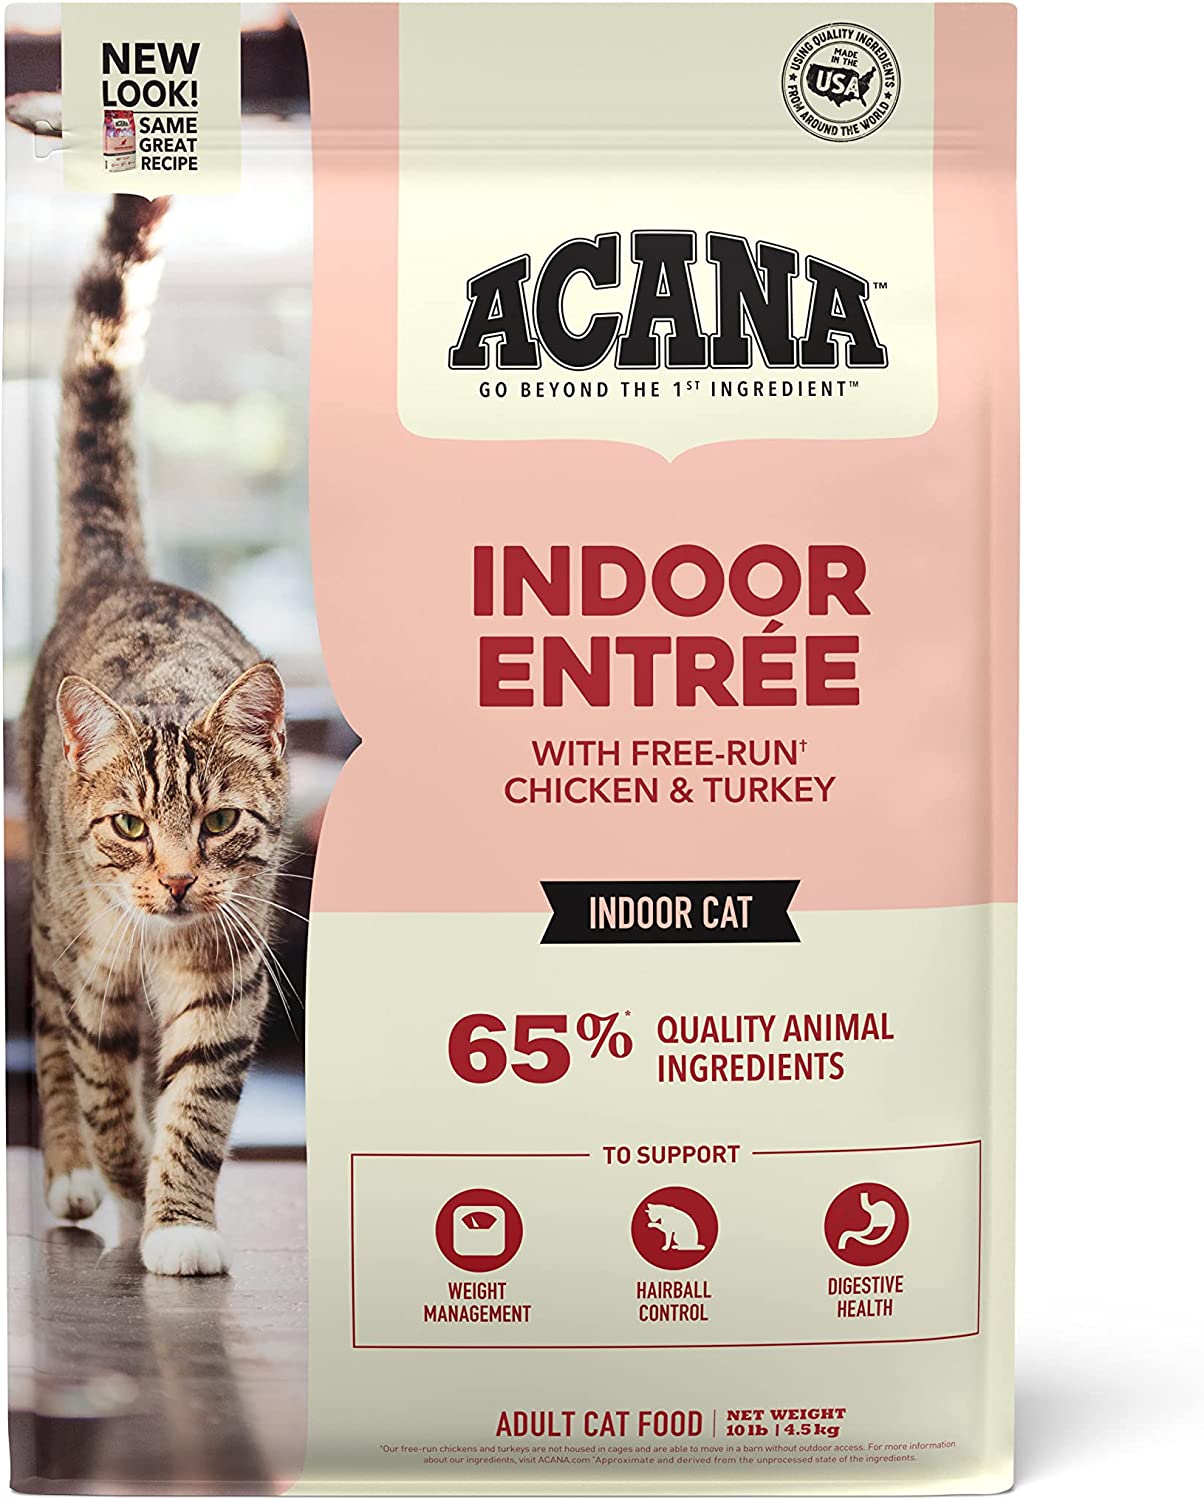 NEW
LOOK!
SAME
GREAT
RECIPE
USING QUALITY INGREDIENTS
MADE
IN THE
USA
FROM AROUND THE WORLD
ACANA™
GO BEYOND THE 1ST INGREDIENT™
INDOOR
ENTRÉE
WITH FREE-RUN†
CHICKEN & TURKEY
INDOOR CAT
65%*
QUALITY ANIMAL
INGREDIENTS
TO SUPPORT
WEIGHT
MANAGEMENT
HAIRBALL
CONTROL
DIGESTIVE
HEALTH
ADULT CAT FOOD
NET WEIGHT
10 lb | 4.5 kg
†Our free-run chickens and turkeys are not housed in cages and are able to move in a barn without outdoor access. For more information
about our ingredients, visit ACANA.com *Approximate and derived from the unprocessed state of the ingredients.